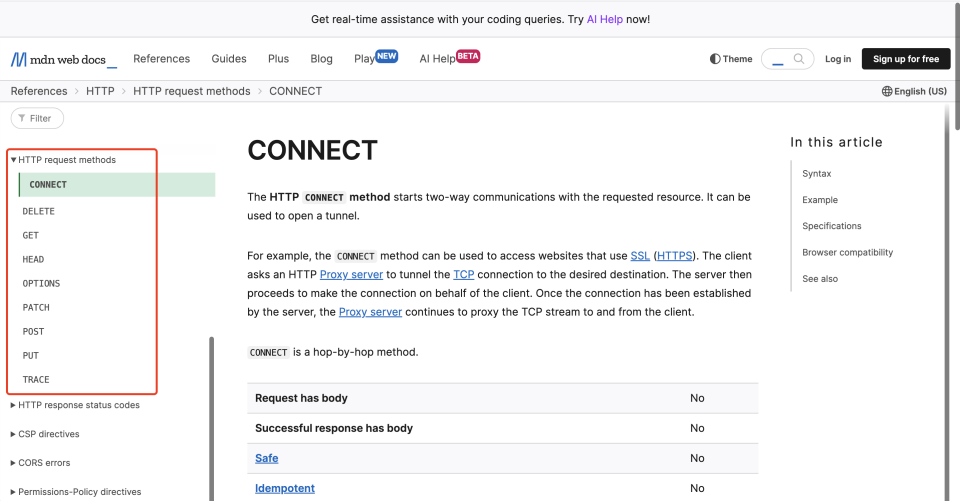 Get real-time assistance with your coding queries. Try AI Help now!
mdn web docs_ References Guides Plus Blog Play NEW AI Help BETA Theme Log in Sign up for free
References > HTTP > HTTP request methods > CONNECT English (US)
Filter
HTTP request methods
CONNECT
DELETE
GET
HEAD
OPTIONS
PATCH
POST
PUT
TRACE
HTTP response status codes
CSP directives
CORS errors
Permissions-Policy directives
CONNECT
The HTTP CONNECT method starts two-way communications with the requested resource. It can be
used to open a tunnel.
For example, the CONNECT method can be used to access websites that use SSL (HTTPS). The client
asks an HTTP Proxy server to tunnel the TCP connection to the desired destination. The server then
proceeds to make the connection on behalf of the client. Once the connection has been established
by the server, the Proxy server continues to proxy the TCP stream to and from the client.
CONNECT is a hop-by-hop method.
Request has body No
Successful response has body No
Safe No
Idempotent No
In this article
Syntax
Example
Specifications
Browser compatibility
See also